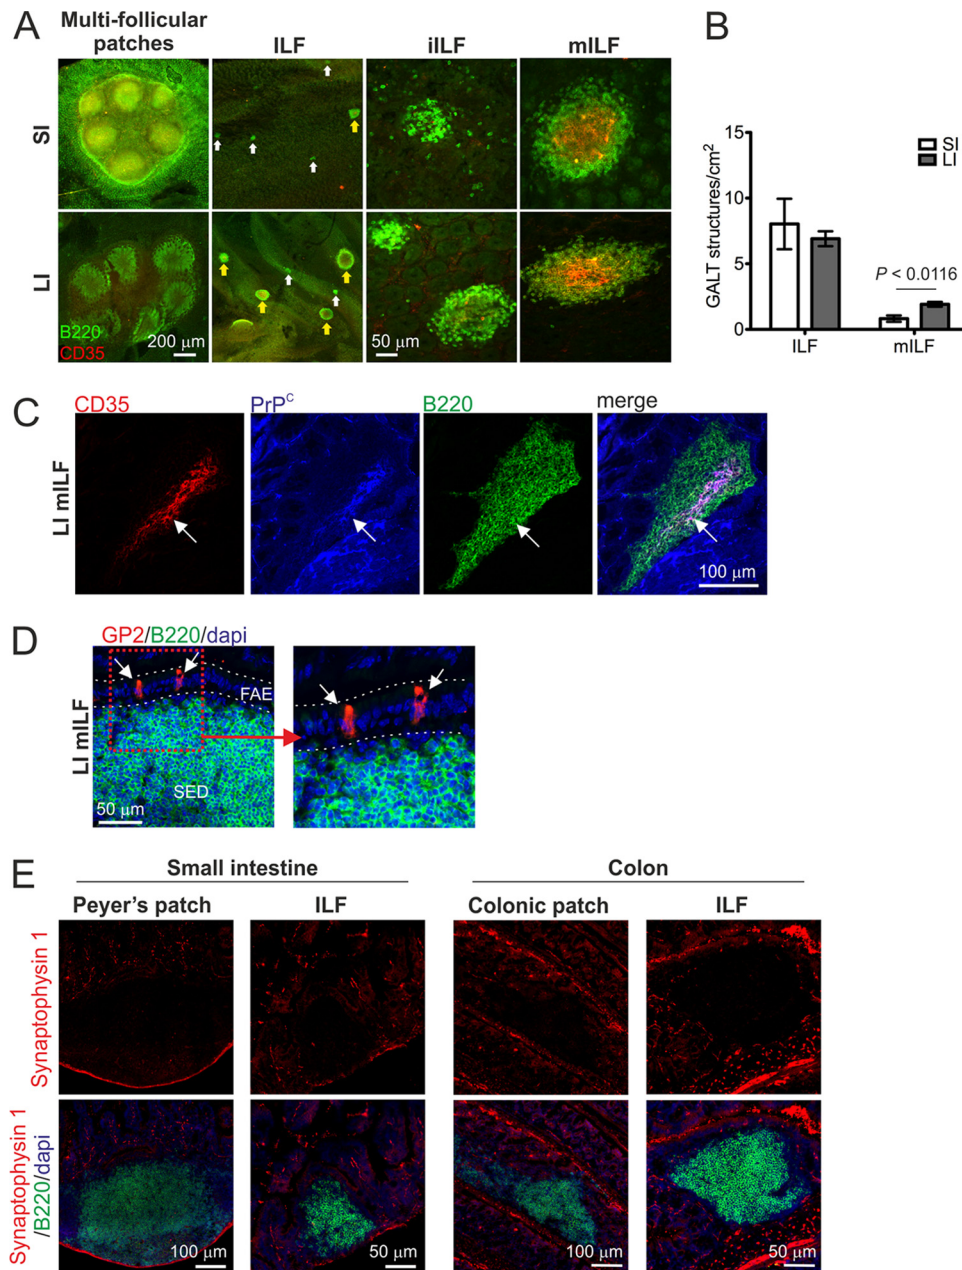 A
Multi-follicular
patches
ILF
iILF
mILF
SI
LI
B220
CD35
200 µm
50 µm
B
GALT structures/cm²
15
10
5
0
SI
LI
P < 0.0116
ILF
mILF
C
CD35
PrPᶜ
B220
merge
LI mILF
100 µm
D
GP2/B220/dapi
LI mILF
FAE
SED
50 µm
E
Small intestine
Colon
Peyer's patch
ILF
Colonic patch
ILF
Synaptophysin 1
Synaptophysin 1
/B220/dapi
100 µm
50 µm
100 µm
50 µm